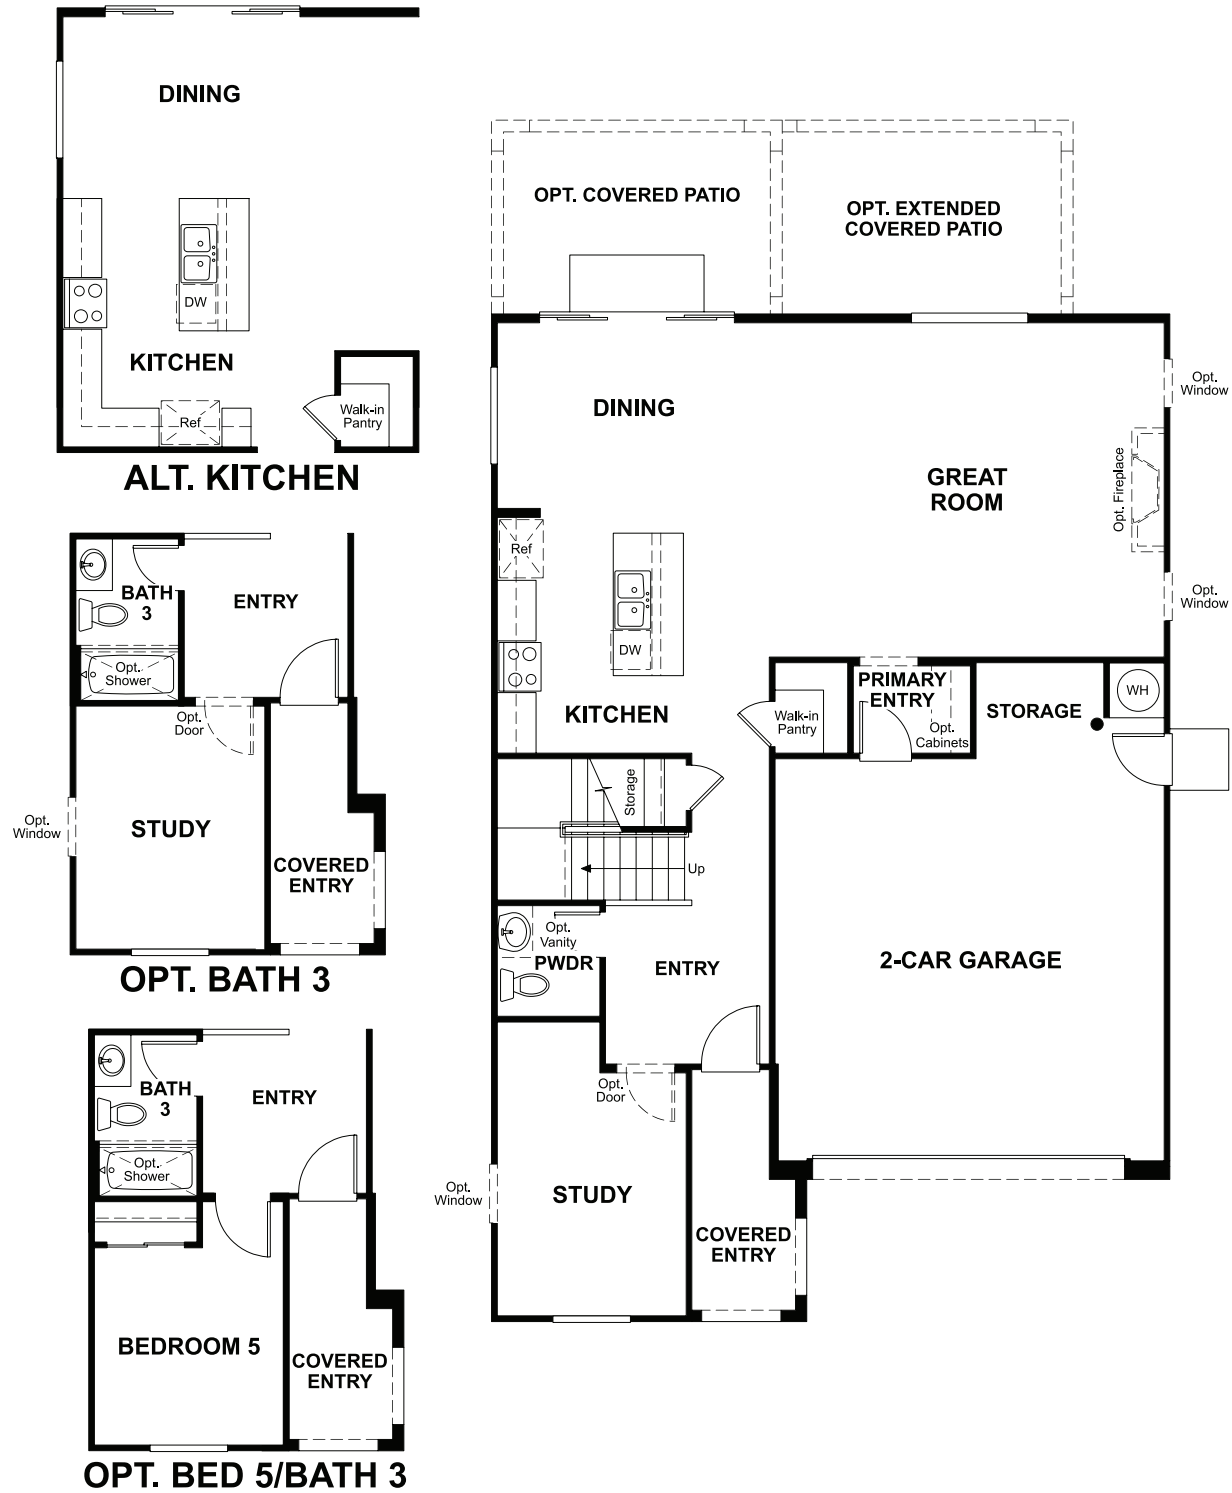 DINING
DW
KITCHEN
Ref
Walk-in
Pantry
ALT. KITCHEN
BATH
3
ENTRY
Opt.
Shower
Opt.
Door
Opt.
Window
STUDY
COVERED
ENTRY
OPT. BATH 3
BATH
3
ENTRY
Opt.
Shower
BEDROOM 5
COVERED
ENTRY
OPT. BED 5/BATH 3
OPT. COVERED PATIO
OPT. EXTENDED
COVERED PATIO
DINING
GREAT
ROOM
Opt.
Window
Opt. Fireplace
Opt.
Window
Ref
DW
KITCHEN
Walk-in
Pantry
PRIMARY
ENTRY
Opt.
Cabinets
STORAGE
WH
Storage
Up
Opt.
Vanity
PWDR
ENTRY
2-CAR GARAGE
Opt.
Door
Opt.
Window
STUDY
COVERED
ENTRY